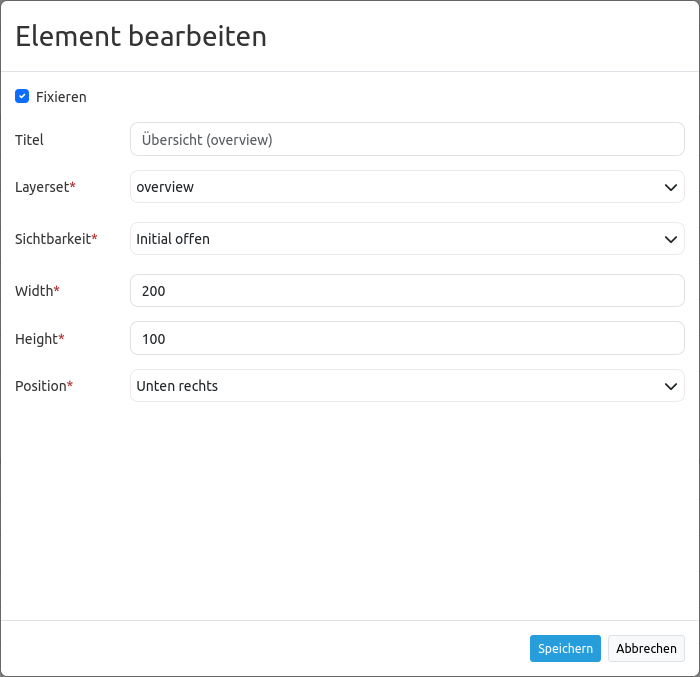 Element bearbeiten
Fixieren
Titel Übersicht (overview)
Layerset* overview
Sichtbarkeit* Initial offen
Width* 200
Height* 100
Position* Unten rechts
Speichern Abbrechen